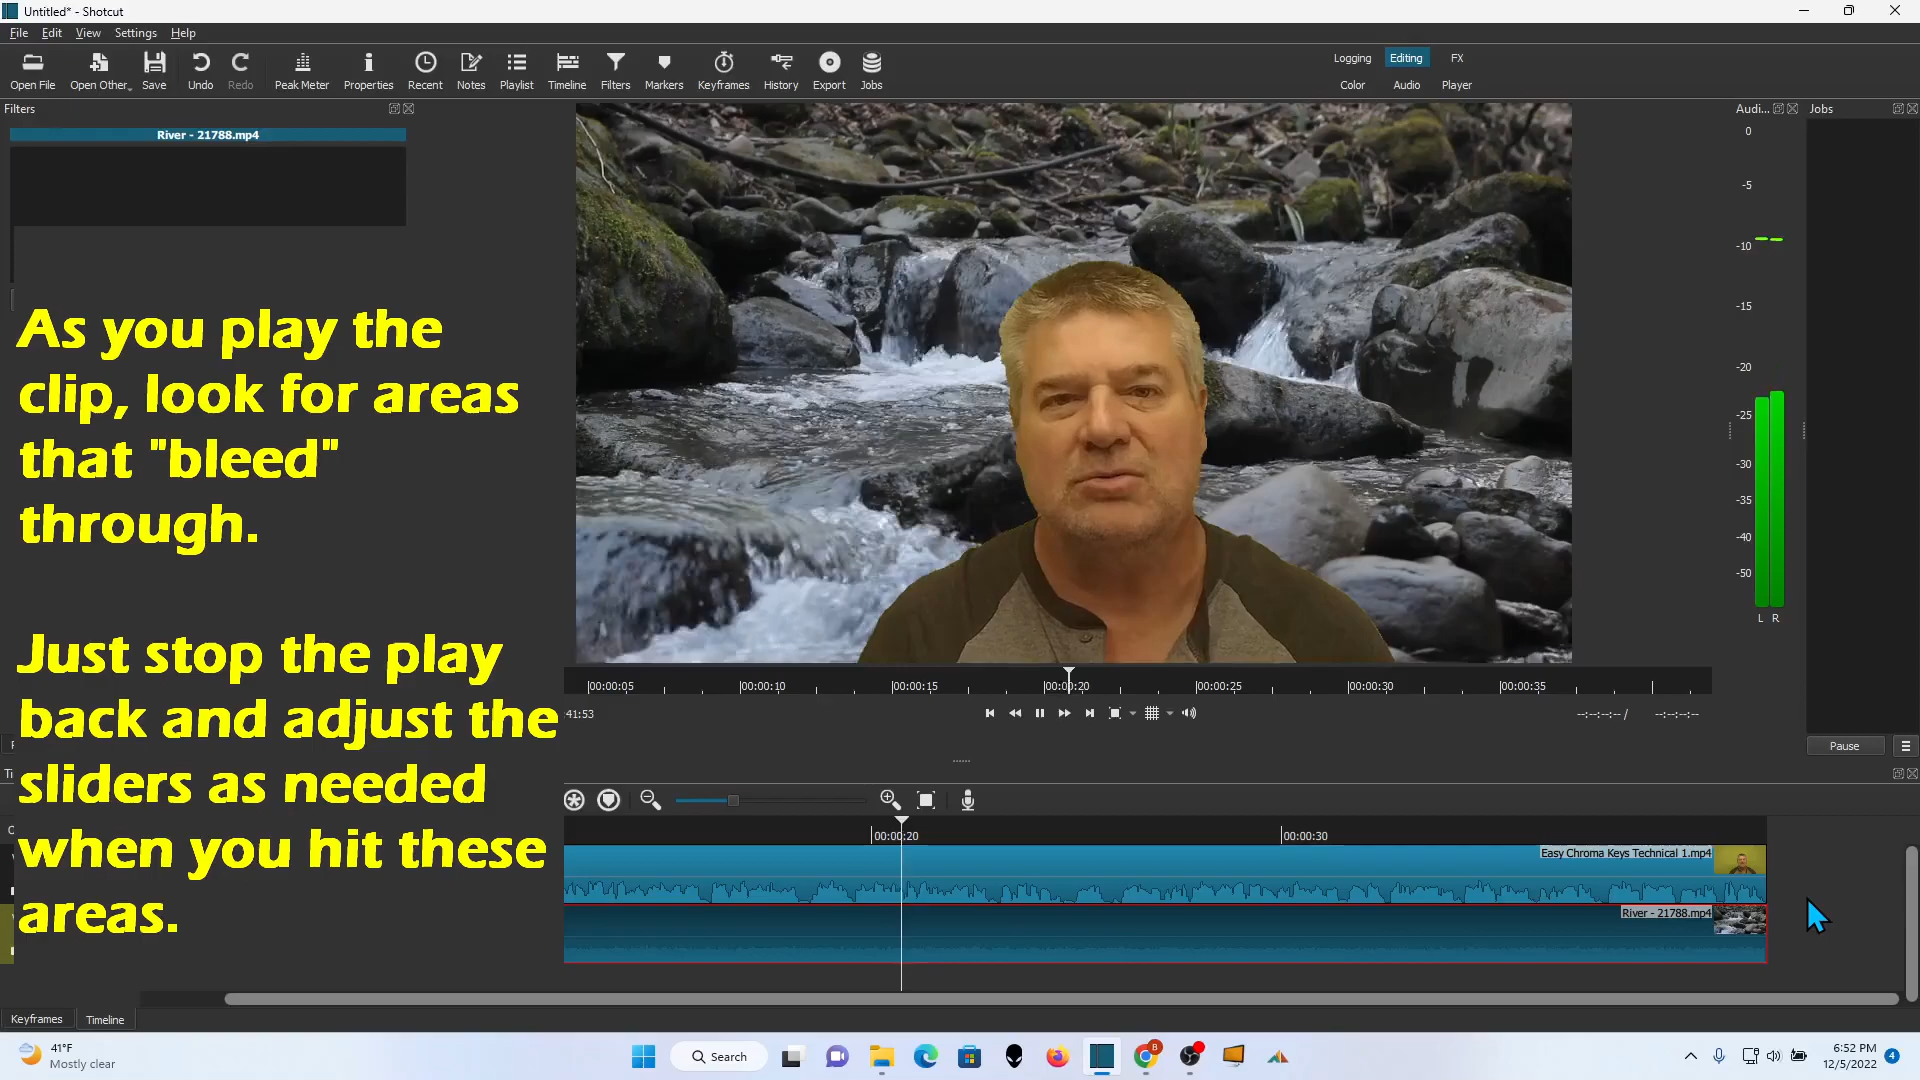 Untitled* - Shotcut
File Edit View Settings Help
Open File Open Other Save Undo Redo Peak Meter Properties Recent Notes Playlist Timeline Filters Markers Keyframes History Export Jobs
Logging Editing FX
Color Audio Player
Filters
River - 21788.mp4
Audi...
Jobs
0
-5
-10
-15
-20
-25
-30
-35
-40
-50
L R
As you play the
clip, look for areas
that "bleed"
through.
Just stop the play
back and adjust the
sliders as needed
when you hit these
areas.
00:00:05 00:00:10 00:00:15 00:00:20 00:00:25 00:00:30 00:00:35
:41:53
--:--:--:-- / --:--:--:--
Pause
00:00:20 00:00:30
Easy Chroma Keys Technical 1.mp4
River - 21788.mp4
Keyframes Timeline
41°F
Mostly clear
Search
B
6:52 PM
12/5/2022
4